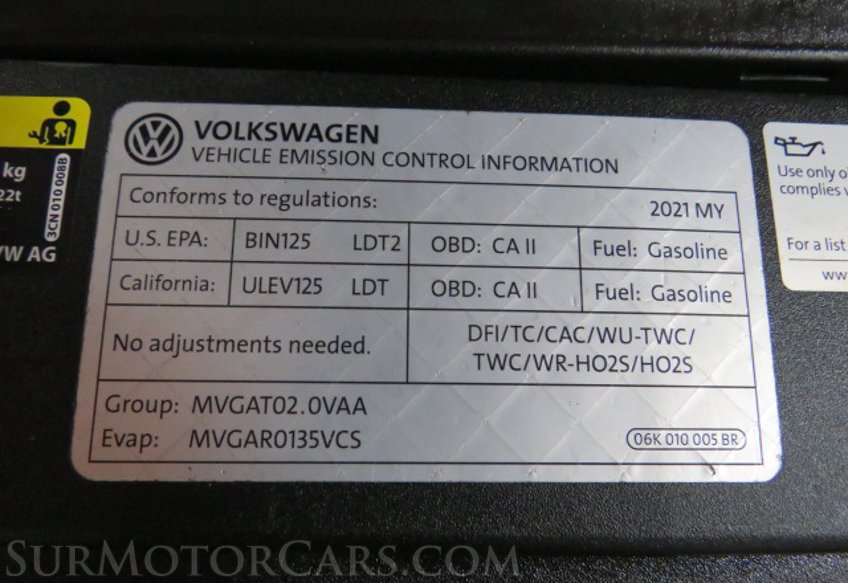 VOLKSWAGEN
VEHICLE EMISSION CONTROL INFORMATION
Conforms to regulations: 2021 MY
U.S. EPA: BIN125 LDT2 OBD: CA II Fuel: Gasoline
California: ULEV125 LDT OBD: CA II Fuel: Gasoline
No adjustments needed.
DFI/TC/CAC/WU-TWC/
TWC/WR-HO2S/HO2S
Group: MVGAT02.0VAA
Evap: MVGAR0135VCS
06K 010 005 BR
kg
22t
3CN 010 008B
VW AG
Use only
complies
For a list
ww
SurMotorCars.com